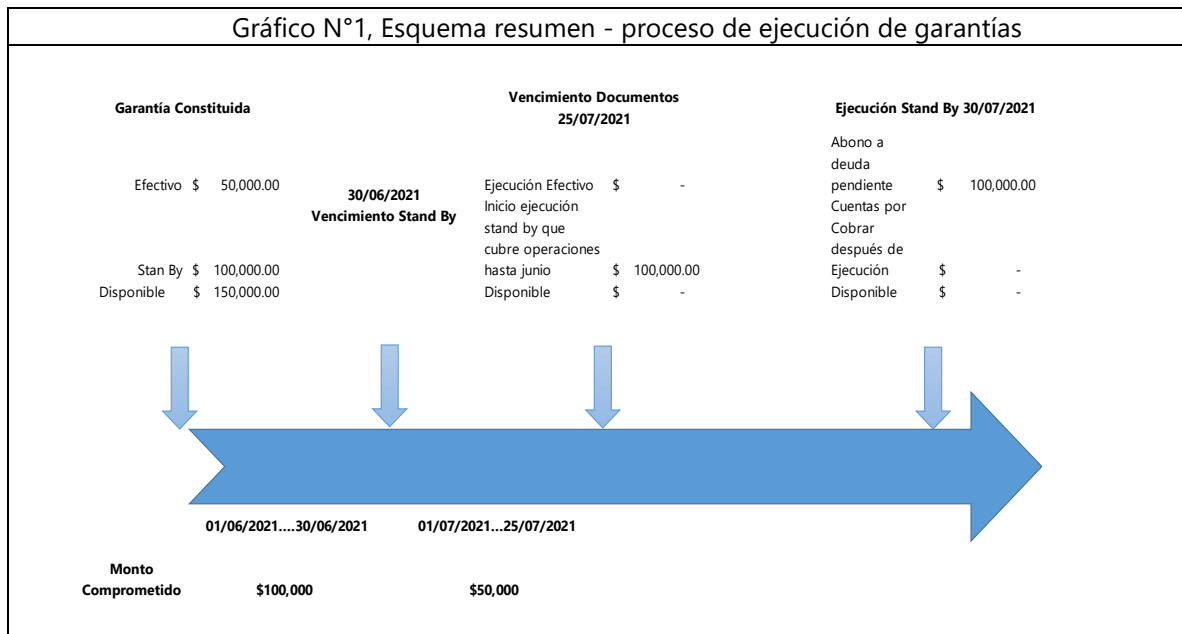 Gráfico N°1, Esquema resumen - proceso de ejecución de garantías
Garantía Constituida
Efectivo $ 50,000.00
Stan By $ 100,000.00
Disponible $ 150,000.00
30/06/2021
Vencimiento Stand By
Vencimiento Documentos
25/07/2021
Ejecución Efectivo $ -
Inicio ejecución
stand by que
cubre operaciones
hasta junio $ 100,000.00
Disponible $ -
Ejecución Stand By 30/07/2021
Abono a
deuda
pendiente $ 100,000.00
Cuentas por
Cobrar
después de
Ejecución $ -
Disponible $ -
01/06/2021....30/06/2021 01/07/2021...25/07/2021
Monto
Comprometido $100,000 $50,000